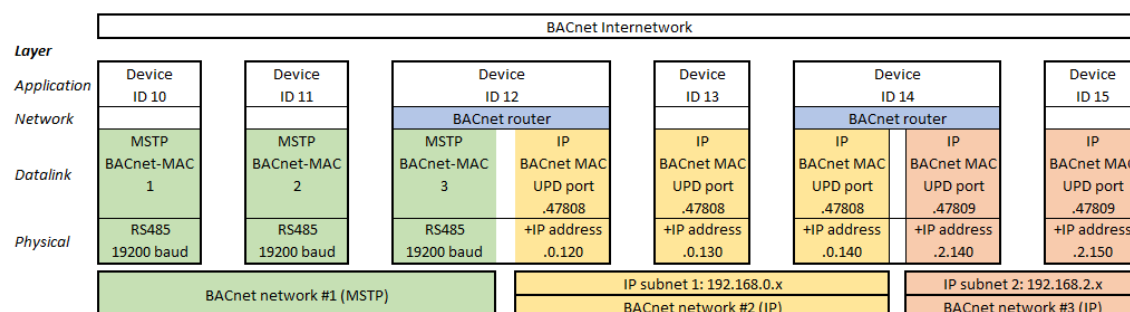 BACnet Internetwork
Layer
Application
Device
ID 10
Device
ID 11
Device
ID 12
Device
ID 13
Device
ID 14
Device
ID 15
Network
BACnet router
BACnet router
Datalink
MSTP
BACnet-MAC
1
MSTP
BACnet-MAC
2
MSTP
BACnet-MAC
3
IP
BACnet MAC
UPD port
.47808
IP
BACnet MAC
UPD port
.47808
IP
BACnet MAC
UPD port
.47808
IP
BACnet MAC
UPD port
.47809
IP
BACnet MAC
UPD port
.47809
Physical
RS485
19200 baud
RS485
19200 baud
RS485
19200 baud
+IP address
.0.120
+IP address
.0.130
+IP address
.0.140
+IP address
.2.140
+IP address
.2.150
BACnet network #1 (MSTP)
IP subnet 1: 192.168.0.x
BACnet network #2 (IP)
IP subnet 2: 192.168.2.x
BACnet network #3 (IP)